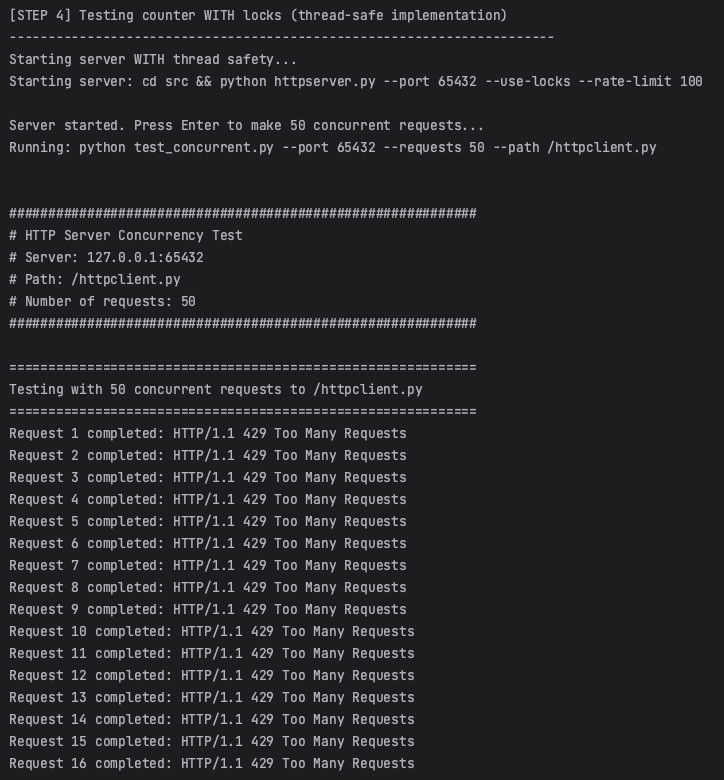 [STEP 4] Testing counter WITH locks (thread-safe implementation)
----------------------------------------------------------------------
Starting server WITH thread safety...
Starting server: cd src && python httpserver.py --port 65432 --use-locks --rate-limit 100
Server started. Press Enter to make 50 concurrent requests...
Running: python test_concurrent.py --port 65432 --requests 50 --path /httpclient.py
############################################################
# HTTP Server Concurrency Test
# Server: 127.0.0.1:65432
# Path: /httpclient.py
# Number of requests: 50
############################################################
============================================================
Testing with 50 concurrent requests to /httpclient.py
============================================================
Request 1 completed: HTTP/1.1 429 Too Many Requests
Request 2 completed: HTTP/1.1 429 Too Many Requests
Request 3 completed: HTTP/1.1 429 Too Many Requests
Request 4 completed: HTTP/1.1 429 Too Many Requests
Request 5 completed: HTTP/1.1 429 Too Many Requests
Request 6 completed: HTTP/1.1 429 Too Many Requests
Request 7 completed: HTTP/1.1 429 Too Many Requests
Request 8 completed: HTTP/1.1 429 Too Many Requests
Request 9 completed: HTTP/1.1 429 Too Many Requests
Request 10 completed: HTTP/1.1 429 Too Many Requests
Request 11 completed: HTTP/1.1 429 Too Many Requests
Request 12 completed: HTTP/1.1 429 Too Many Requests
Request 13 completed: HTTP/1.1 429 Too Many Requests
Request 14 completed: HTTP/1.1 429 Too Many Requests
Request 15 completed: HTTP/1.1 429 Too Many Requests
Request 16 completed: HTTP/1.1 429 Too Many Requests